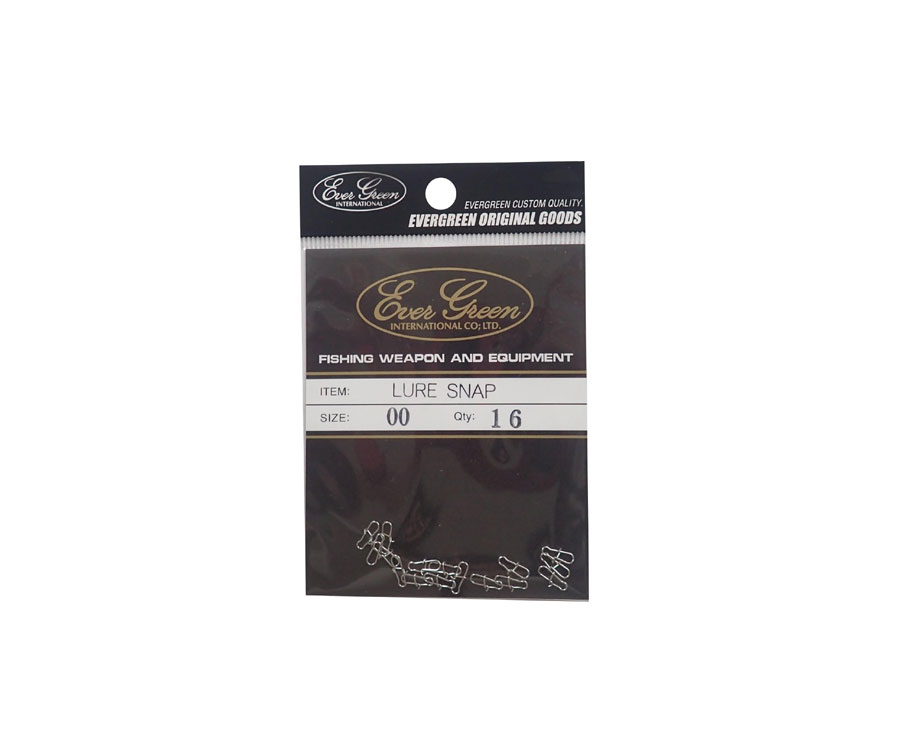 Ever Green
INTERNATIONAL
EVERGREEN CUSTOM QUALITY.
EVERGREEN ORIGINAL GOODS
Ever Green
INTERNATIONAL CO; LTD.
FISHING WEAPON AND EQUIPMENT
ITEM: LURE SNAP
SIZE: 00 Qty: 16